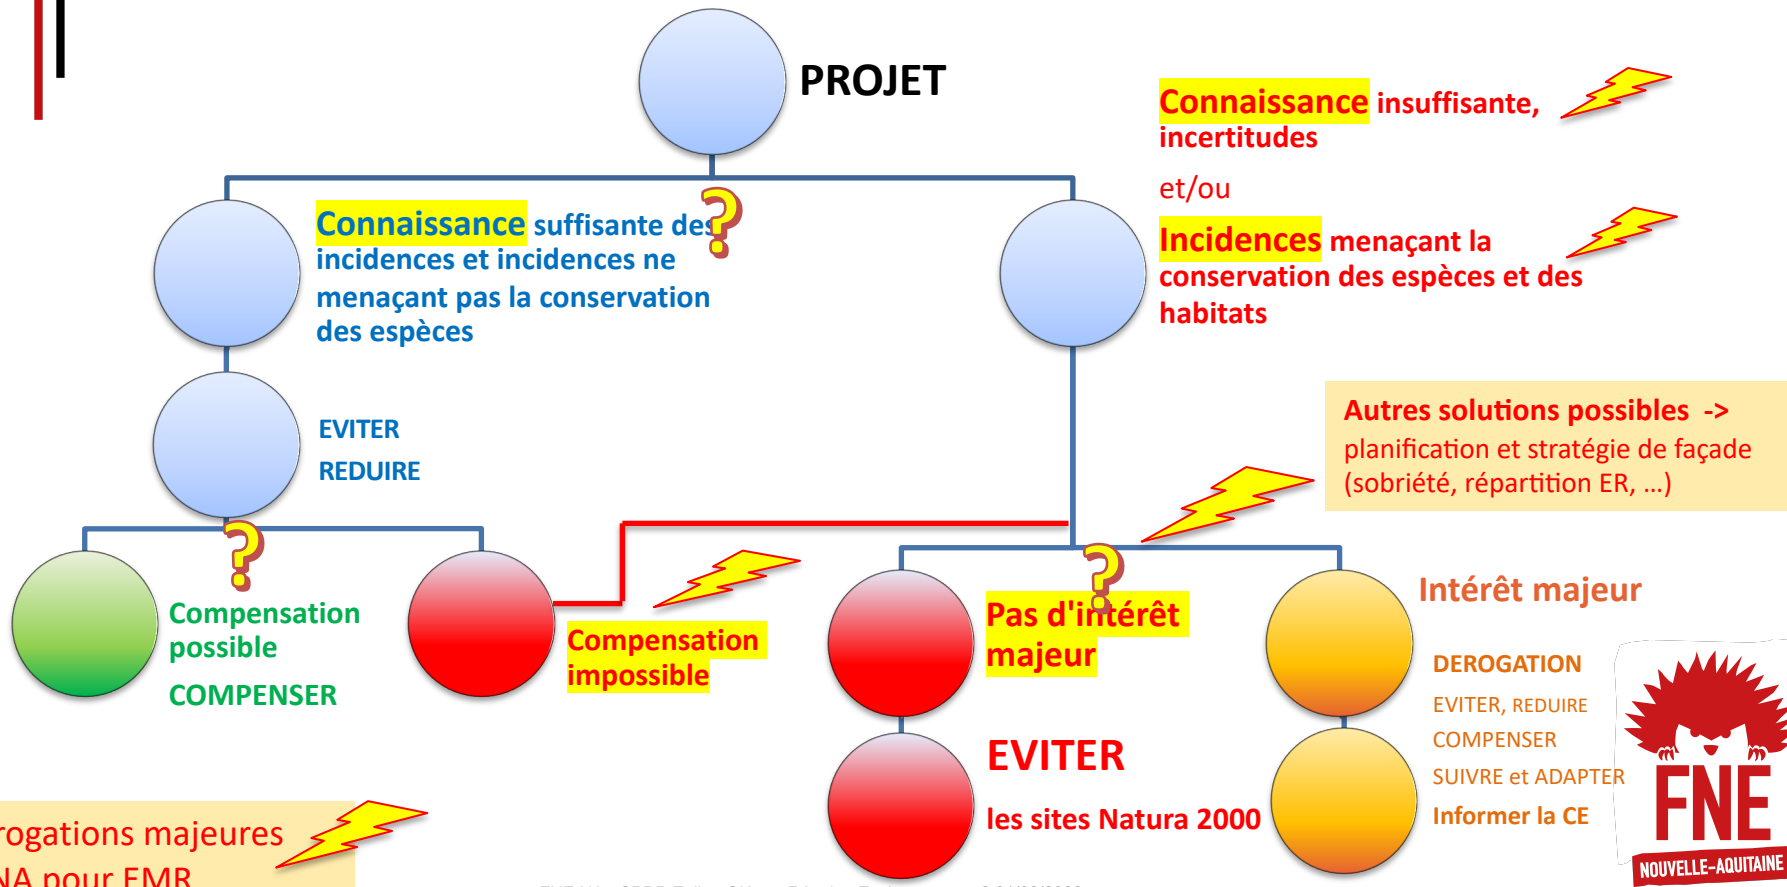 PROJET
Connaissance insuffisante,
incertitudes
et/ou
Incidences menaçant la
conservation des espèces et des
habitats
?
Connaissance suffisante des
incidences et incidences ne
menaçant pas la conservation
des espèces
EVITER
REDUIRE
Autres solutions possibles ->
planification et stratégie de façade
(sobriété, répartition ER, ...)
?
?
Compensation
possible
COMPENSER
Compensation
impossible
Pas d'intérêt
majeur
Intérêt majeur
DEROGATION
EVITER, REDUIRE
COMPENSER
SUIVRE et ADAPTER
Informer la CE
EVITER
les sites Natura 2000
FNE
NOUVELLE-AQUITAINE
rogations majeures
NA pour EMR